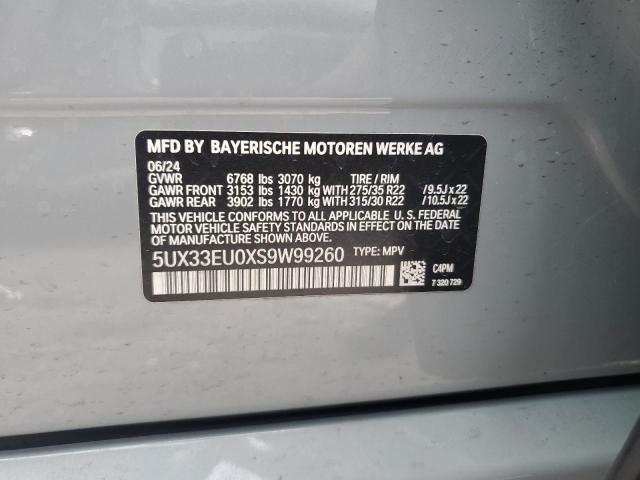 MFD BY BAYERISCHE MOTOREN WERKE AG
06/24
GVWR 6768 lbs 3070 kg TIRE / RIM
GAWR FRONT 3153 lbs 1430 kg WITH 275/35 R22 / 9.5J x 22
GAWR REAR 3902 lbs 1770 kg WITH 315/30 R22 / 10.5J x 22
THIS VEHICLE CONFORMS TO ALL APPLICABLE U. S. FEDERAL
MOTOR VEHICLE SAFETY STANDARDS IN EFFECT ON THE DATE
OF MANUFACTURE SHOWN ABOVE.
5UX33EU0XS9W99260 TYPE: MPV
C4PM
7 320 729